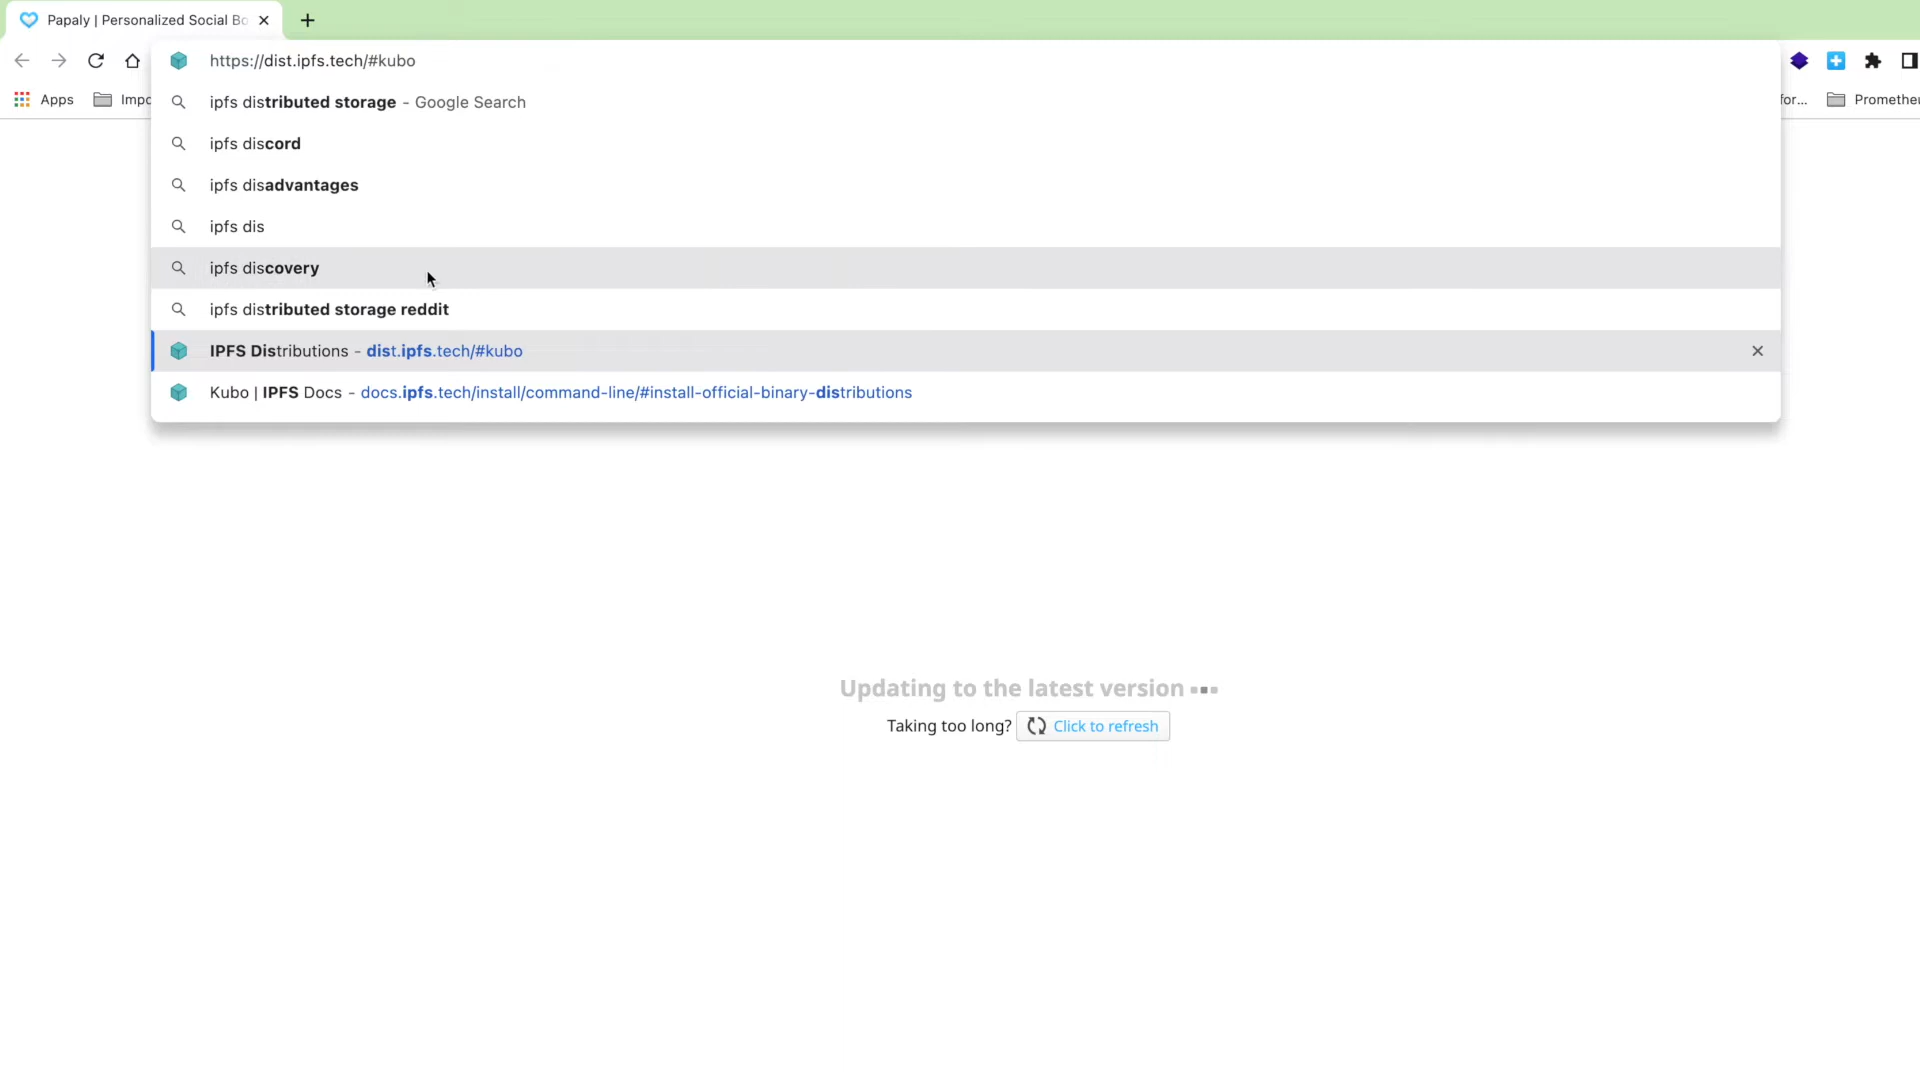 Papaly | Personalized Social Bo
https://dist.ipfs.tech/#kubo
Apps
Impo
for...
Prometheu
ipfs distributed storage - Google Search
ipfs discord
ipfs disadvantages
ipfs dis
ipfs discovery
ipfs distributed storage reddit
IPFS Distributions - dist.ipfs.tech/#kubo
Kubo | IPFS Docs - docs.ipfs.tech/install/command-line/#install-official-binary-distributions
Updating to the latest version
Taking too long? Click to refresh